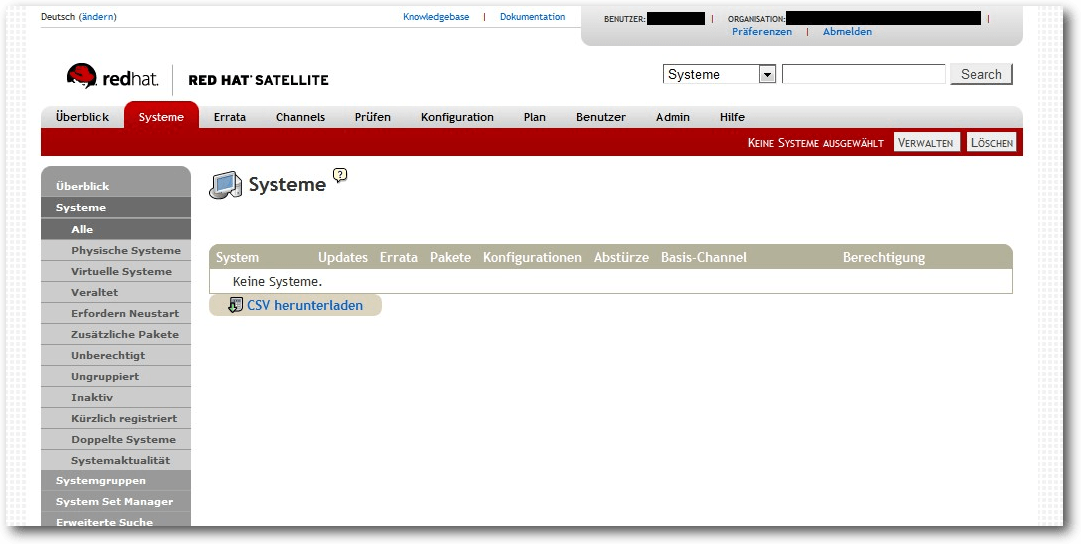 Deutsch (ändern) Knowledgebase | Dokumentation BENUTZER: | ORGANISATION: |
Präferenzen | Abmelden
redhat. RED HAT SATELLITE Systeme Search
Überblick Systeme Errata Channels Prüfen Konfiguration Plan Benutzer Admin Hilfe
KEINE SYSTEME AUSGEWÄHLT VERWALTEN LÖSCHEN
Überblick
Systeme
Alle
Physische Systeme
Virtuelle Systeme
Veraltet
Erfordern Neustart
Zusätzliche Pakete
Unberechtigt
Ungruppiert
Inaktiv
Kürzlich registriert
Doppelte Systeme
Systemaktualität
Systemgruppen
System Set Manager
Erweiterte Suche
Systeme ?
System Updates Errata Pakete Konfigurationen Abstürze Basis-Channel Berechtigung
Keine Systeme.
CSV herunterladen